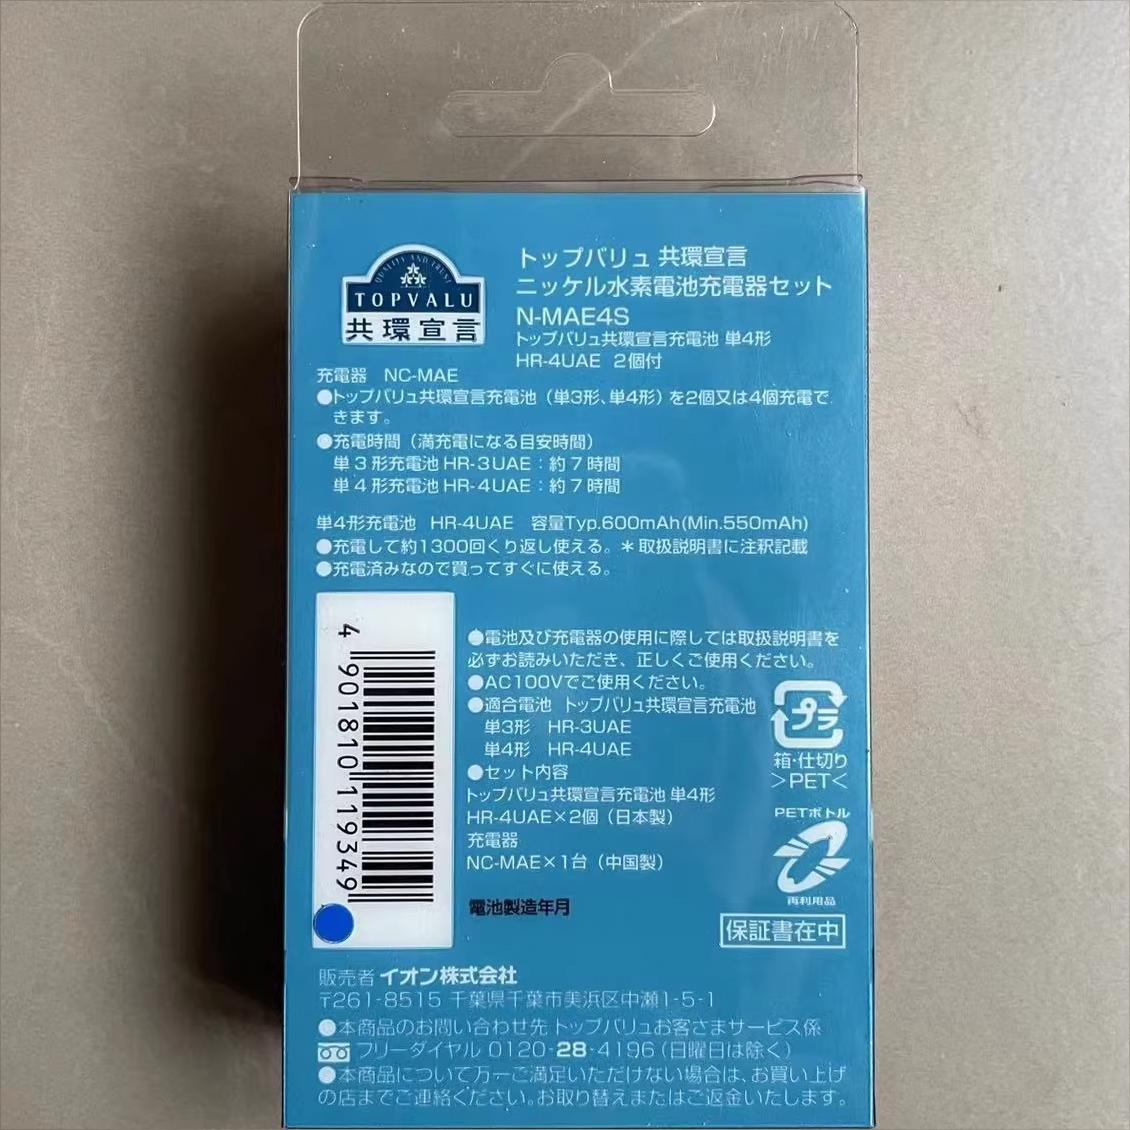 QUALITY AND TRUST
TOPVALU
共環宣言
トップバリュ 共環宣言
ニッケル水素電池充電器セット
N-MAE4S
トップバリュ共環宣言充電池 単4形
HR-4UAE 2個付
充電器 NC-MAE
●トップバリュ共環宣言充電池（単3形、単4形）を2個又は4個充電で
きます。
●充電時間（満充電になる目安時間）
単3形充電池HR-3UAE：約7時間
単4形充電池HR-4UAE：約7時間
単4形充電池 HR-4UAE 容量Typ.600mAh(Min.550mAh)
●充電して約1300回くり返し使える。＊取扱説明書に注釈記載
●充電済みなので買ってすぐに使える。
4 901810 119349
●電池及び充電器の使用に際しては取扱説明書を
必ずお読みいただき、正しくご使用ください。
●AC100Vでご使用ください。
●適合電池 トップバリュ共環宣言充電池
単3形 HR-3UAE
単4形 HR-4UAE
●セット内容
トップバリュ共環宣言充電池 単4形
HR-4UAE×2個（日本製）
充電器
NC-MAE×1台（中国製）
プラ
箱・仕切り
>PET<
PETボトル
再利用品
電池製造年月
保証書在中
販売者 イオン株式会社
〒261-8515 千葉県千葉市美浜区中瀬1-5-1
●本商品のお問い合わせ先 トップバリュお客さまサービス係
フリーダイヤル 0120-28-4196（日曜日は除く）
●本商品について万一ご満足いただけない場合は、お買い上げ
の店までご連絡ください。お取り替えまたはご返金いたします。